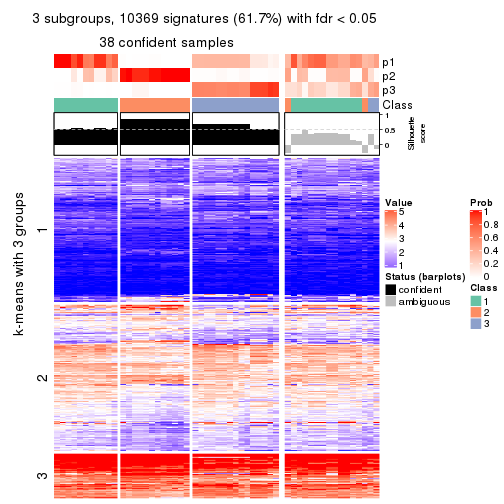 3 subgroups, 10369 signatures (61.7%) with fdr < 0.05
38 confident samples
p1
p2
p3
Class
1
0.5
0
Silhouette
score
k-means with 3 groups
1
2
3
Value
5
4
3
2
1
Status (barplots)
confident
ambiguous
Prob
1
0.8
0.6
0.4
0.2
0
Class
1
2
3